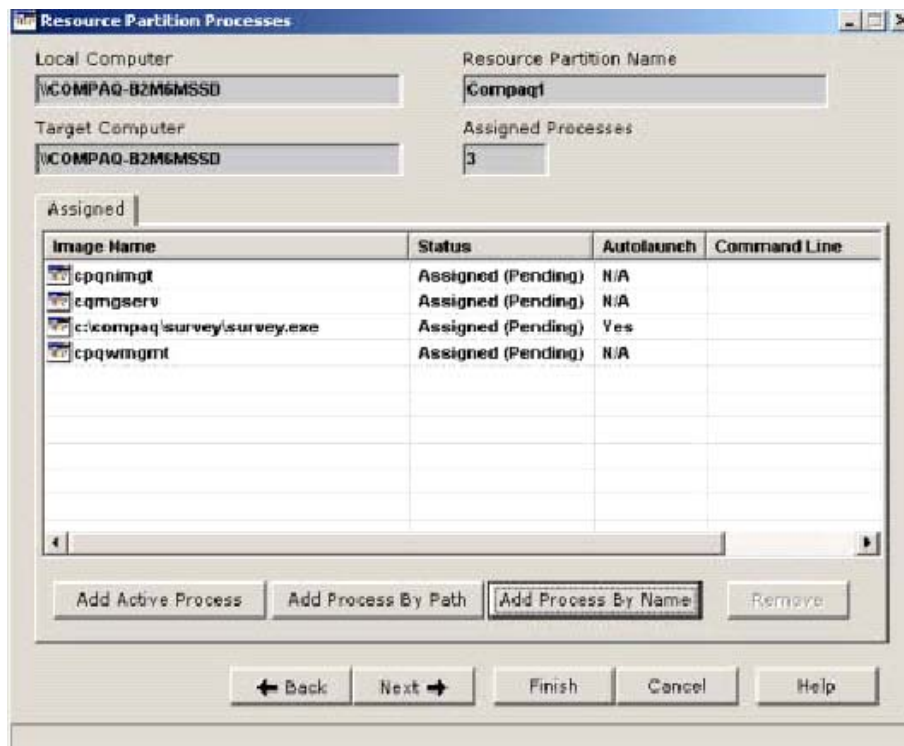 Resource Partition Processes
Local Computer
Resource Partition Name
\\COMPAQ-B2M6MSSD
Compaq1
Target Computer
Assigned Processes
\\COMPAQ-B2M6MSSD
3
Assigned
Image Name Status Autolaunch Command Line
cpqnimgt Assigned (Pending) N/A
cqmgserv Assigned (Pending) N/A
c:\compaq\survey\survey.exe Assigned (Pending) Yes
cpqwmgmt Assigned (Pending) N/A
Add Active Process Add Process By Path Add Process By Name Remove
Back Next Finish Cancel Help